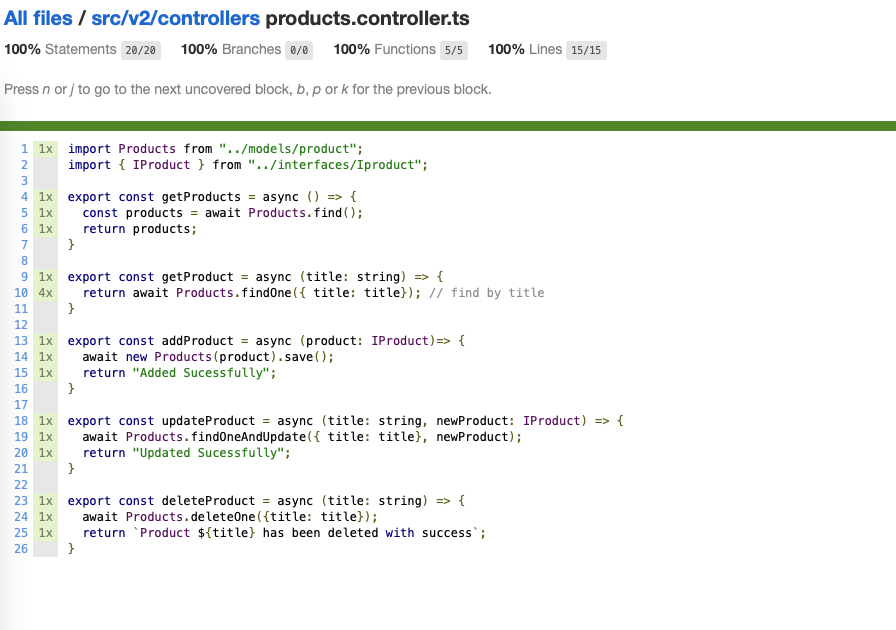 All files / src/v2/controllers products.controller.ts
100% Statements 20/20 100% Branches 0/0 100% Functions 5/5 100% Lines 15/15
Press n or j to go to the next uncovered block, b, p or k for the previous block.
1 1x import Products from "../models/product";
2 import { IProduct } from "../interfaces/Iproduct";
3
4 1x export const getProducts = async () => {
5 1x   const products = await Products.find();
6 1x   return products;
7 }
8
9 1x export const getProduct = async (title: string) => {
10 4x   return await Products.findOne({ title: title}); // find by title
11 }
12
13 1x export const addProduct = async (product: IProduct)=> {
14 1x   await new Products(product).save();
15 1x   return "Added Sucessfully";
16 }
17
18 1x export const updateProduct = async (title: string, newProduct: IProduct) => {
19 1x   await Products.findOneAndUpdate({ title: title}, newProduct);
20 1x   return "Updated Sucessfully";
21 }
22
23 1x export const deleteProduct = async (title: string) => {
24 1x   await Products.deleteOne({title: title});
25 1x   return `Product ${title} has been deleted with success`;
26 }